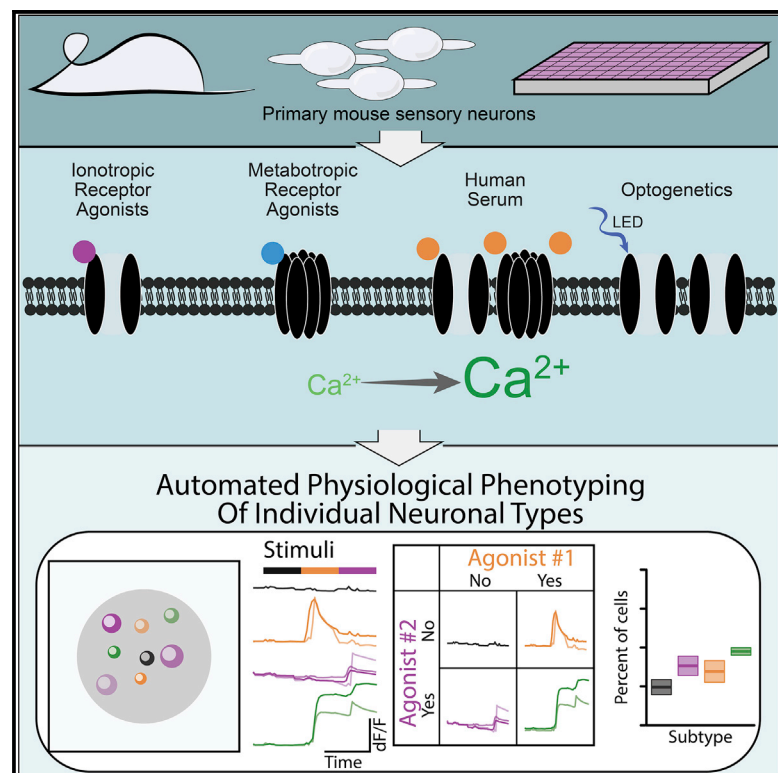 Primary mouse sensory neurons
Ionotropic
Receptor
Agonists
Metabotropic
Receptor
Agonists
Human
Serum
Optogenetics
LED
Ca²⁺
Ca²⁺
Automated Physiological Phenotyping
Of Individual Neuronal Types
Stimuli
Time
dF/F
Agonist #1
No
Yes
Agonist #2
No
Yes
Percent of cells
Subtype